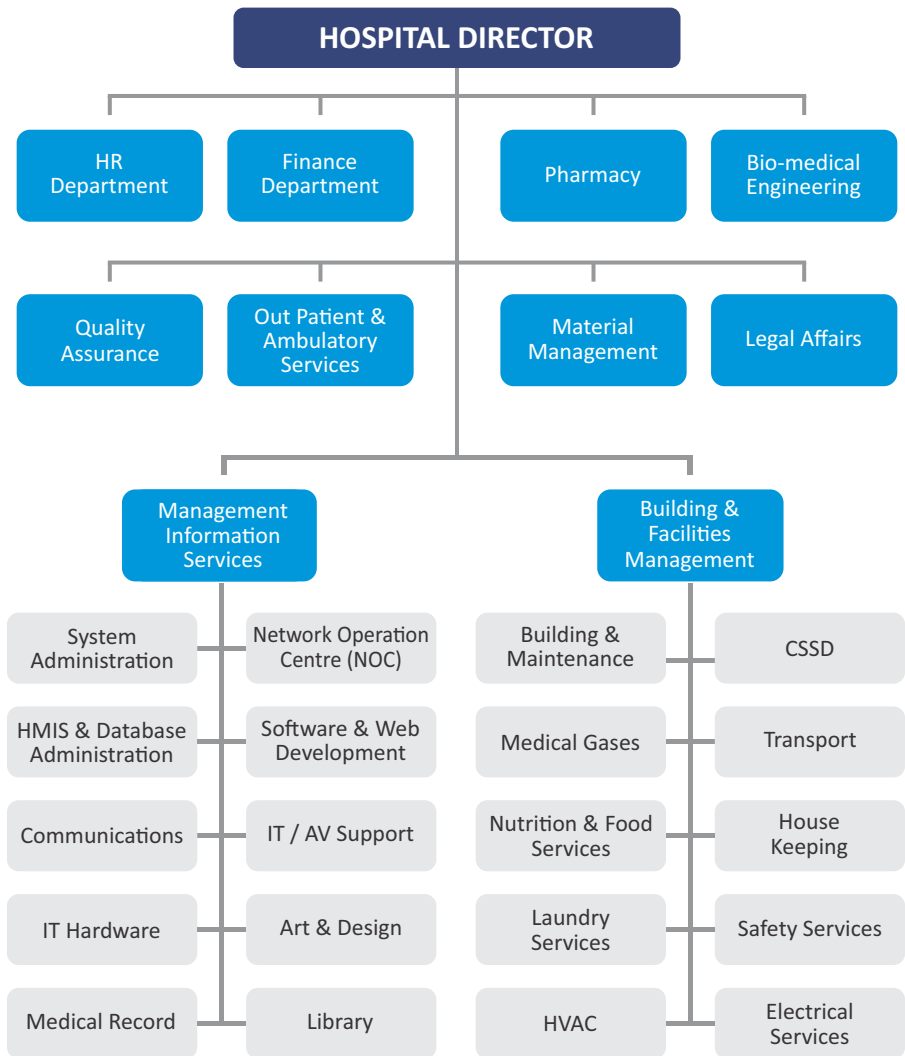 HOSPITAL DIRECTOR
HR
Department
Finance
Department
Pharmacy
Bio-medical
Engineering
Quality
Assurance
Out Patient &
Ambulatory
Services
Material
Management
Legal Affairs
Management
Information
Services
Building &
Facilities
Management
System
Administration
Network Operation
Centre (NOC)
Building &
Maintenance
CSSD
HMIS & Database
Administration
Software & Web
Development
Medical Gases
Transport
Communications
IT / AV Support
Nutrition & Food
Services
House
Keeping
IT Hardware
Art & Design
Laundry
Services
Safety Services
Medical Record
Library
HVAC
Electrical
Services